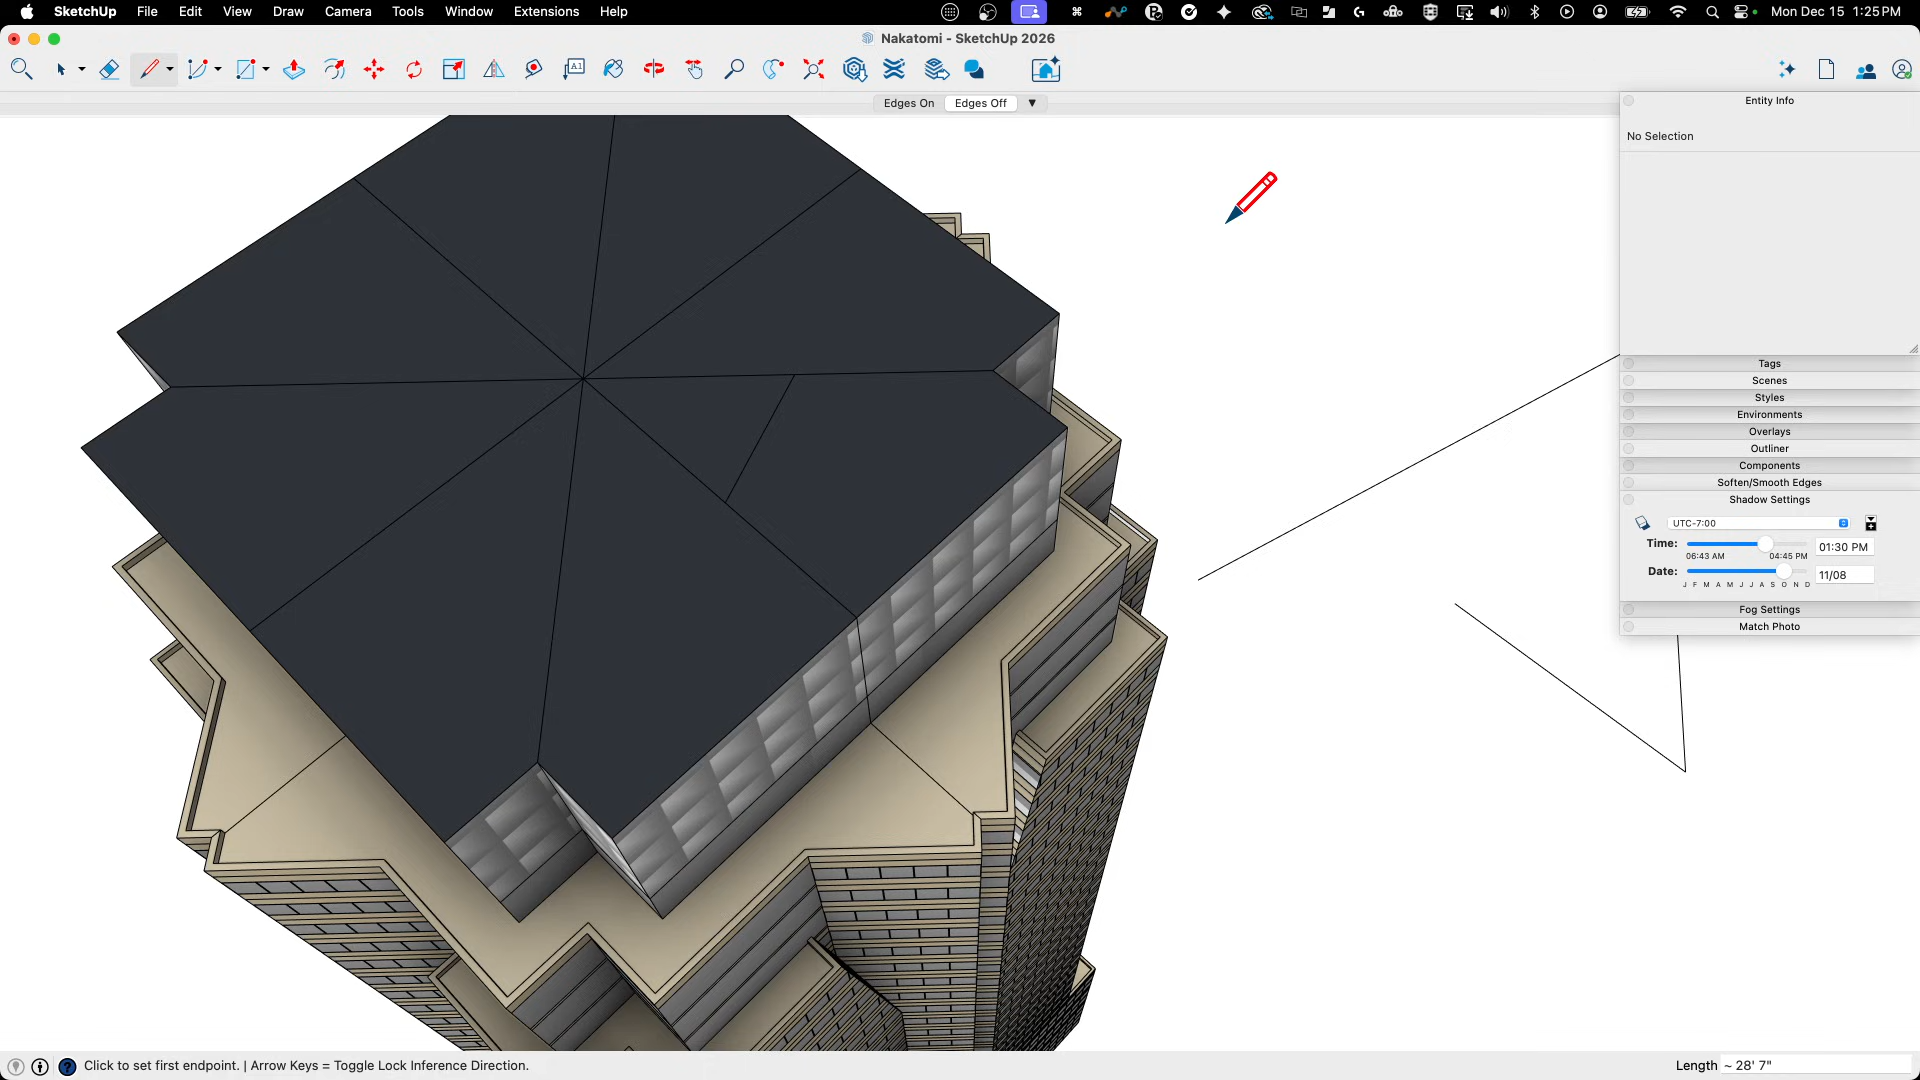 SketchUp File Edit View Draw Camera Tools Window Extensions Help Mon Dec 15 1:25 PM
Nakatomi - SketchUp 2026
A1
Edges On Edges Off ▼
Entity Info
No Selection
Tags
Scenes
Styles
Environments
Overlays
Outliner
Components
Soften/Smooth Edges
Shadow Settings
UTC-7:00
Time: 01:30 PM
06:43 AM 04:45 PM
Date: 11/08
J F M A M J J A S O N D
Fog Settings
Match Photo
Click to set first endpoint. | Arrow Keys = Toggle Lock Inference Direction. Length ~ 28' 7"